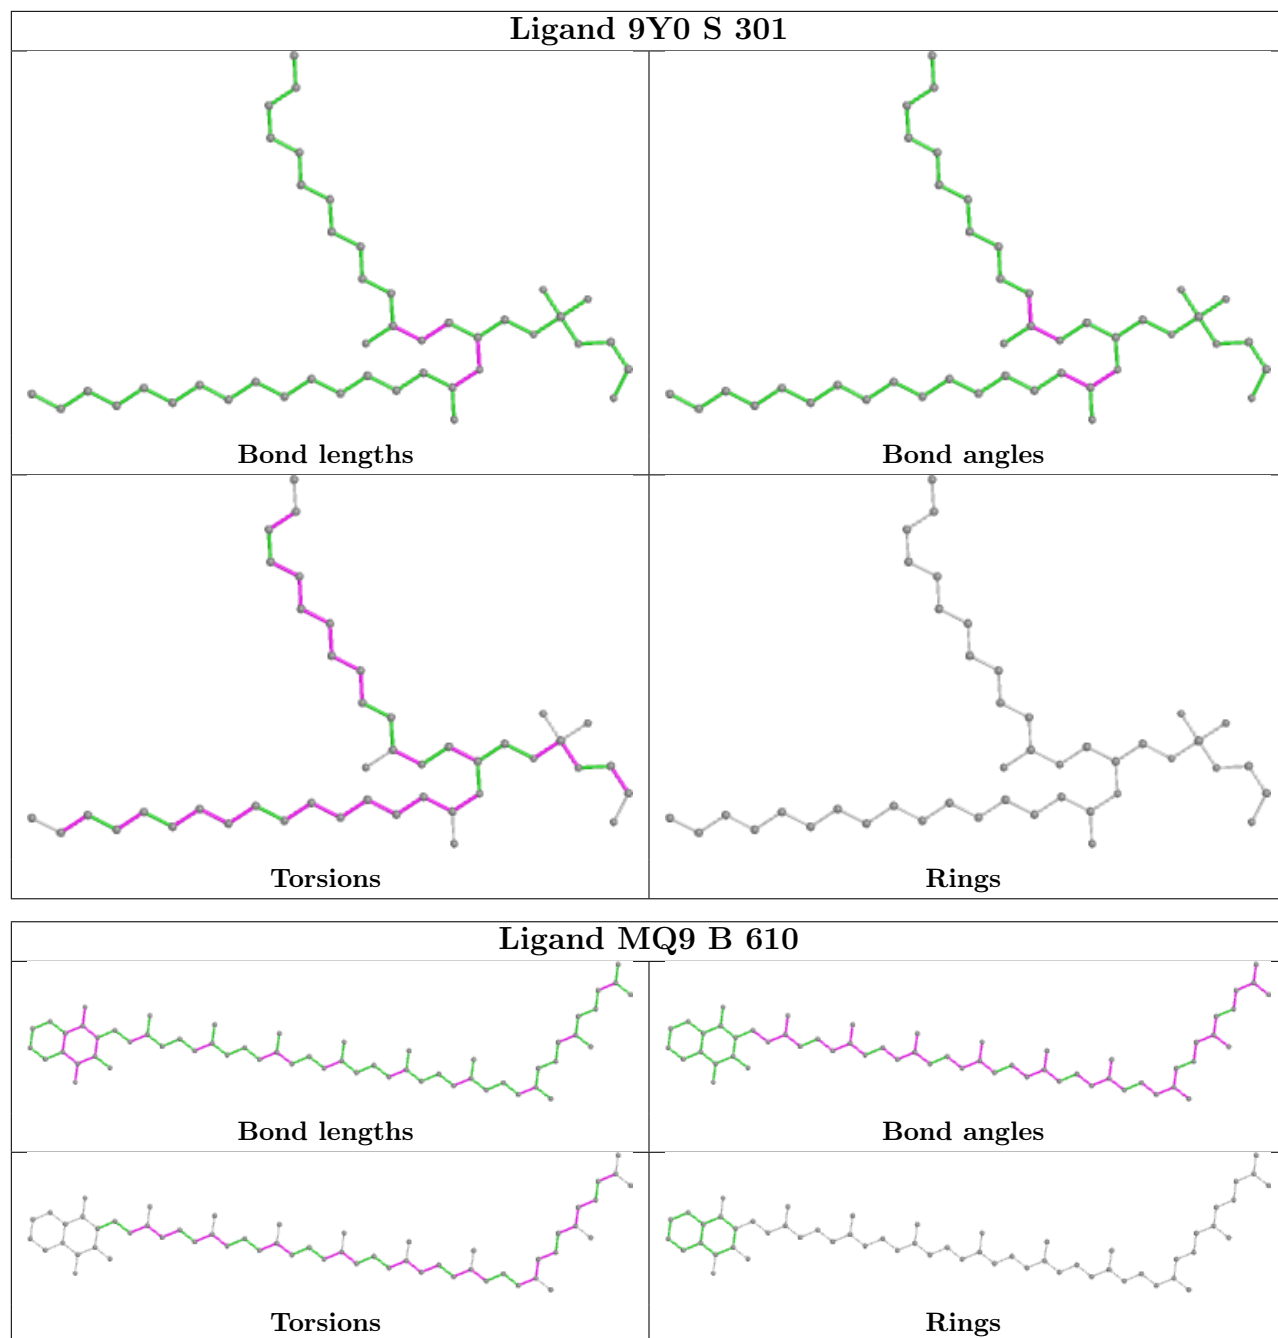 Ligand 9Y0 S 301
Bond lengths
Bond angles
Torsions
Rings
Ligand MQ9 B 610
Bond lengths
Bond angles
Torsions
Rings